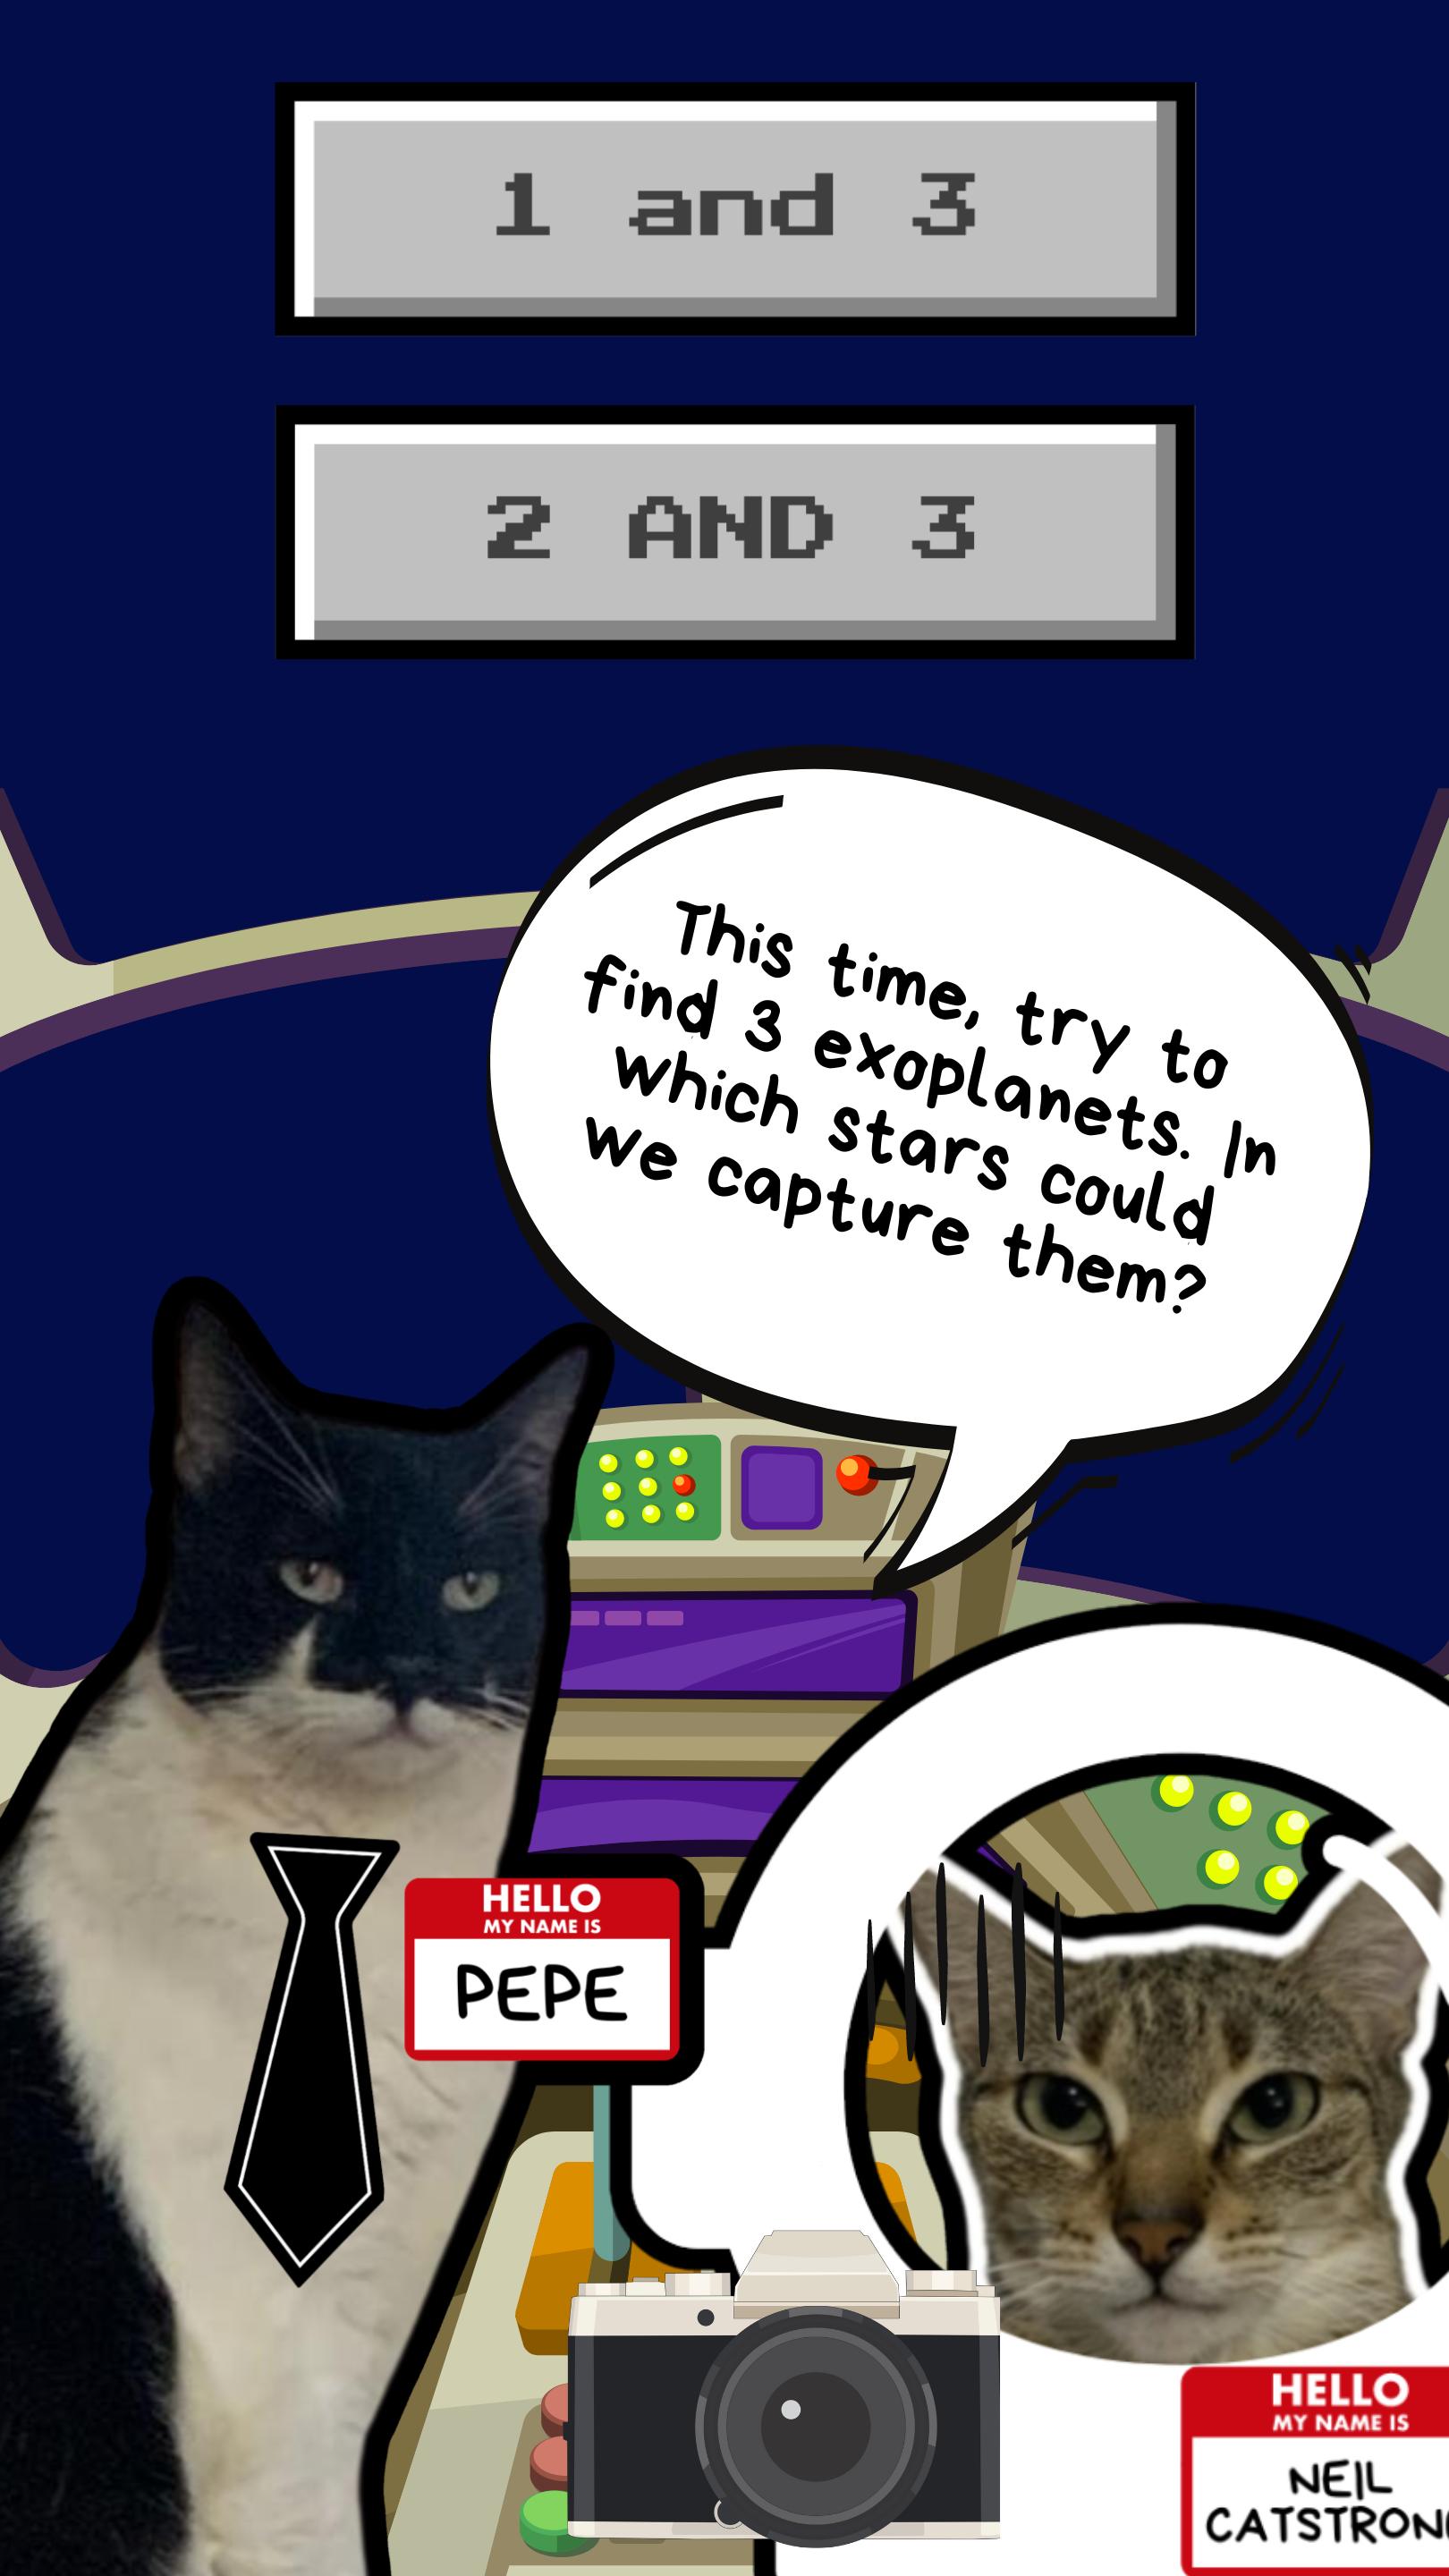 1 and 3
2 AND 3
This time, try to
find 3 exoplanets. In
which stars could
we capture them?
HELLO
MY NAME IS
PEPE
HELLO
MY NAME IS
NEIL
CATSTRON